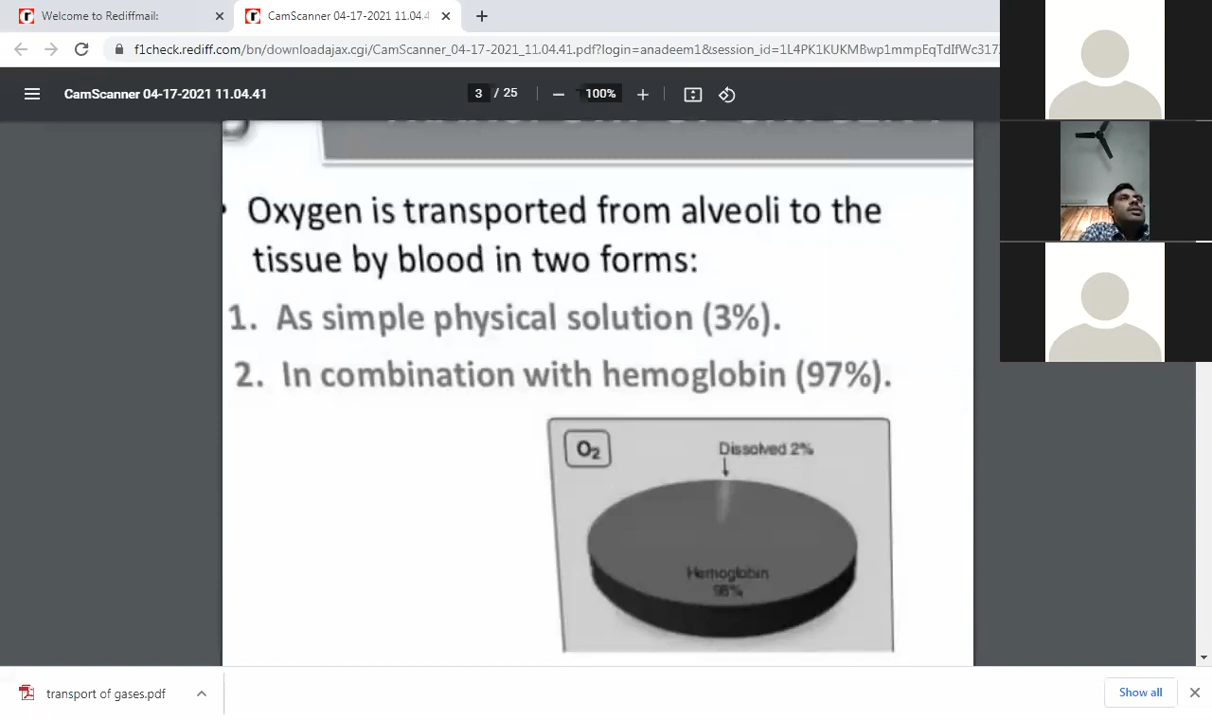 Welcome to Rediffmail:
CamScanner 04-17-2021 11.04.4
f1check.rediff.com/bn/downloadajax.cgi/CamScanner_04-17-2021_11.04.41.pdf?login=anadeem1&session_id=1L4PK1KUKMBwp1mmpEqTdIfWc317
CamScanner 04-17-2021 11.04.41
3 / 25
100%
• Oxygen is transported from alveoli to the
tissue by blood in two forms:
1. As simple physical solution (3%).
2. In combination with hemoglobin (97%).
O₂
Dissolved 2%
Hemoglobin
98%
transport of gases.pdf
Show all